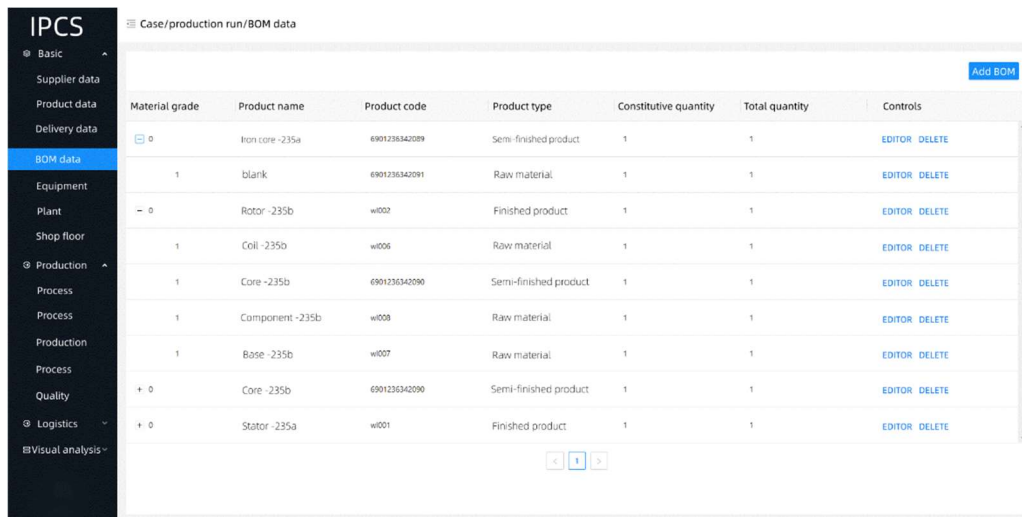 IPCS
Case/production run/BOM data
Basic
Supplier data
Product data
Delivery data
BOM data
Equipment
Plant
Shop floor
Production
Process
Process
Production
Process
Quality
Logistics
Visual analysis
Add BOM
Material grade Product name Product code Product type Constitutive quantity Total quantity Controls
- 0 Iron core -235a 6901236342089 Semi-finished product 1 1 EDITOR DELETE
1 blank 6901236342091 Raw material 1 1 EDITOR DELETE
- 0 Rotor -235b wl002 Finished product 1 1 EDITOR DELETE
1 Coil -235b wl006 Raw material 1 1 EDITOR DELETE
1 Core -235b 6901236342090 Semi-finished product 1 1 EDITOR DELETE
1 Component -235b wl008 Raw material 1 1 EDITOR DELETE
1 Base -235b wl007 Raw material 1 1 EDITOR DELETE
+ 0 Core -235b 6901236342090 Semi-finished product 1 1 EDITOR DELETE
+ 0 Stator -235a wl001 Finished product 1 1 EDITOR DELETE
< 1 >